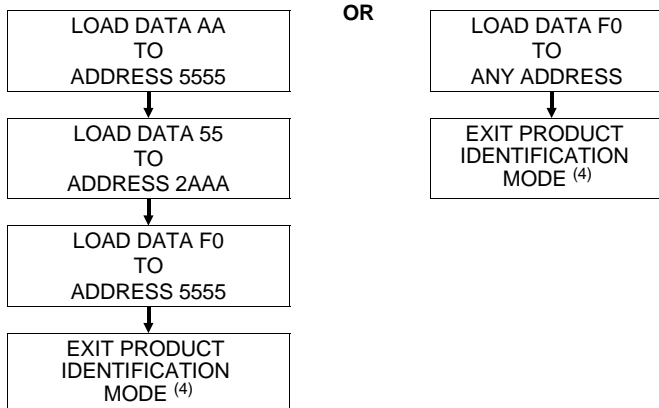 LOAD DATA AA
TO
ADDRESS 5555
LOAD DATA 55
TO
ADDRESS 2AAA
LOAD DATA F0
TO
ADDRESS 5555
EXIT PRODUCT
IDENTIFICATION
MODE (4)
OR
LOAD DATA F0
TO
ANY ADDRESS
EXIT PRODUCT
IDENTIFICATION
MODE (4)